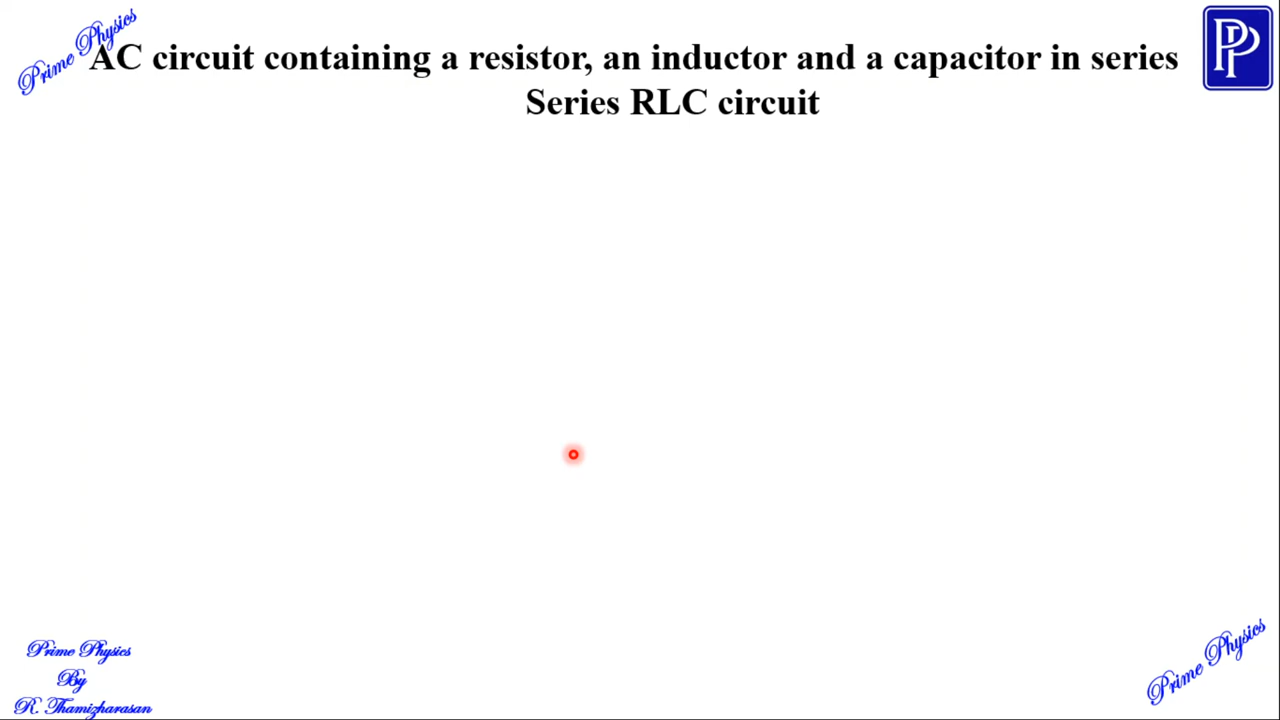 Prime Physics
AC circuit containing a resistor, an inductor and a capacitor in series
Series RLC circuit
PP
Prime Physics
By
R. Thamizharasan
Prime Physics